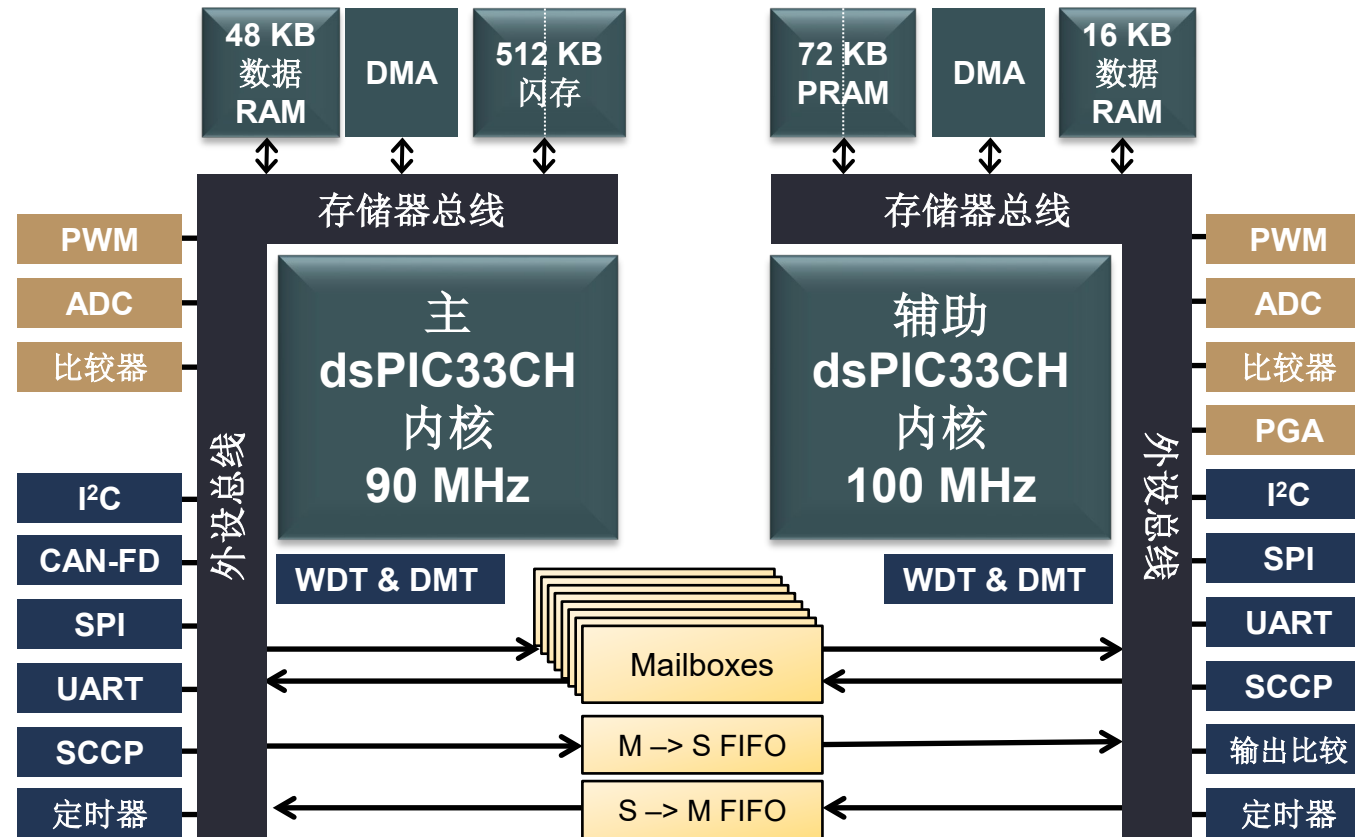 48 KB
数据
RAM
DMA
512 KB
闪存
72 KB
PRAM
DMA
16 KB
数据
RAM
存储器总线
存储器总线
PWM
ADC
比较器
I²C
CAN-FD
SPI
UART
SCCP
定时器
外设总线
主
dsPIC33CH
内核
90 MHz
WDT & DMT
辅助
dsPIC33CH
内核
100 MHz
WDT & DMT
外设总线
PWM
ADC
比较器
PGA
I²C
SPI
UART
SCCP
输出比较
定时器
Mailboxes
M –> S FIFO
S –> M FIFO